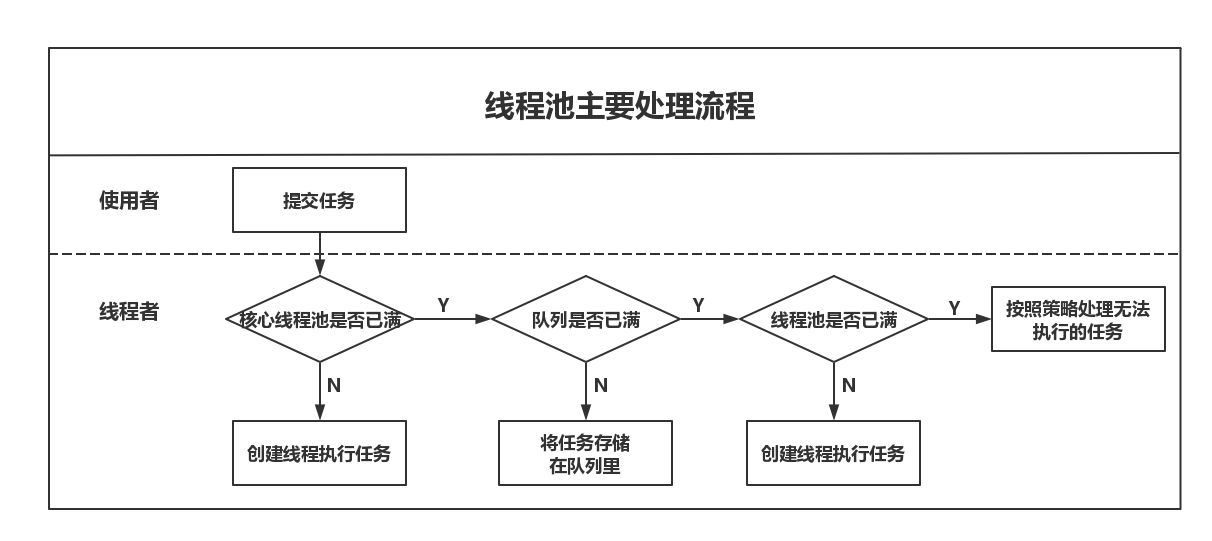 线程池主要处理流程
使用者
提交任务
线程者
核心线程池是否已满
Y
队列是否已满
Y
线程池是否已满
Y
按照策略处理无法
执行的任务
N
N
N
创建线程执行任务
将任务存储
在队列里
创建线程执行任务